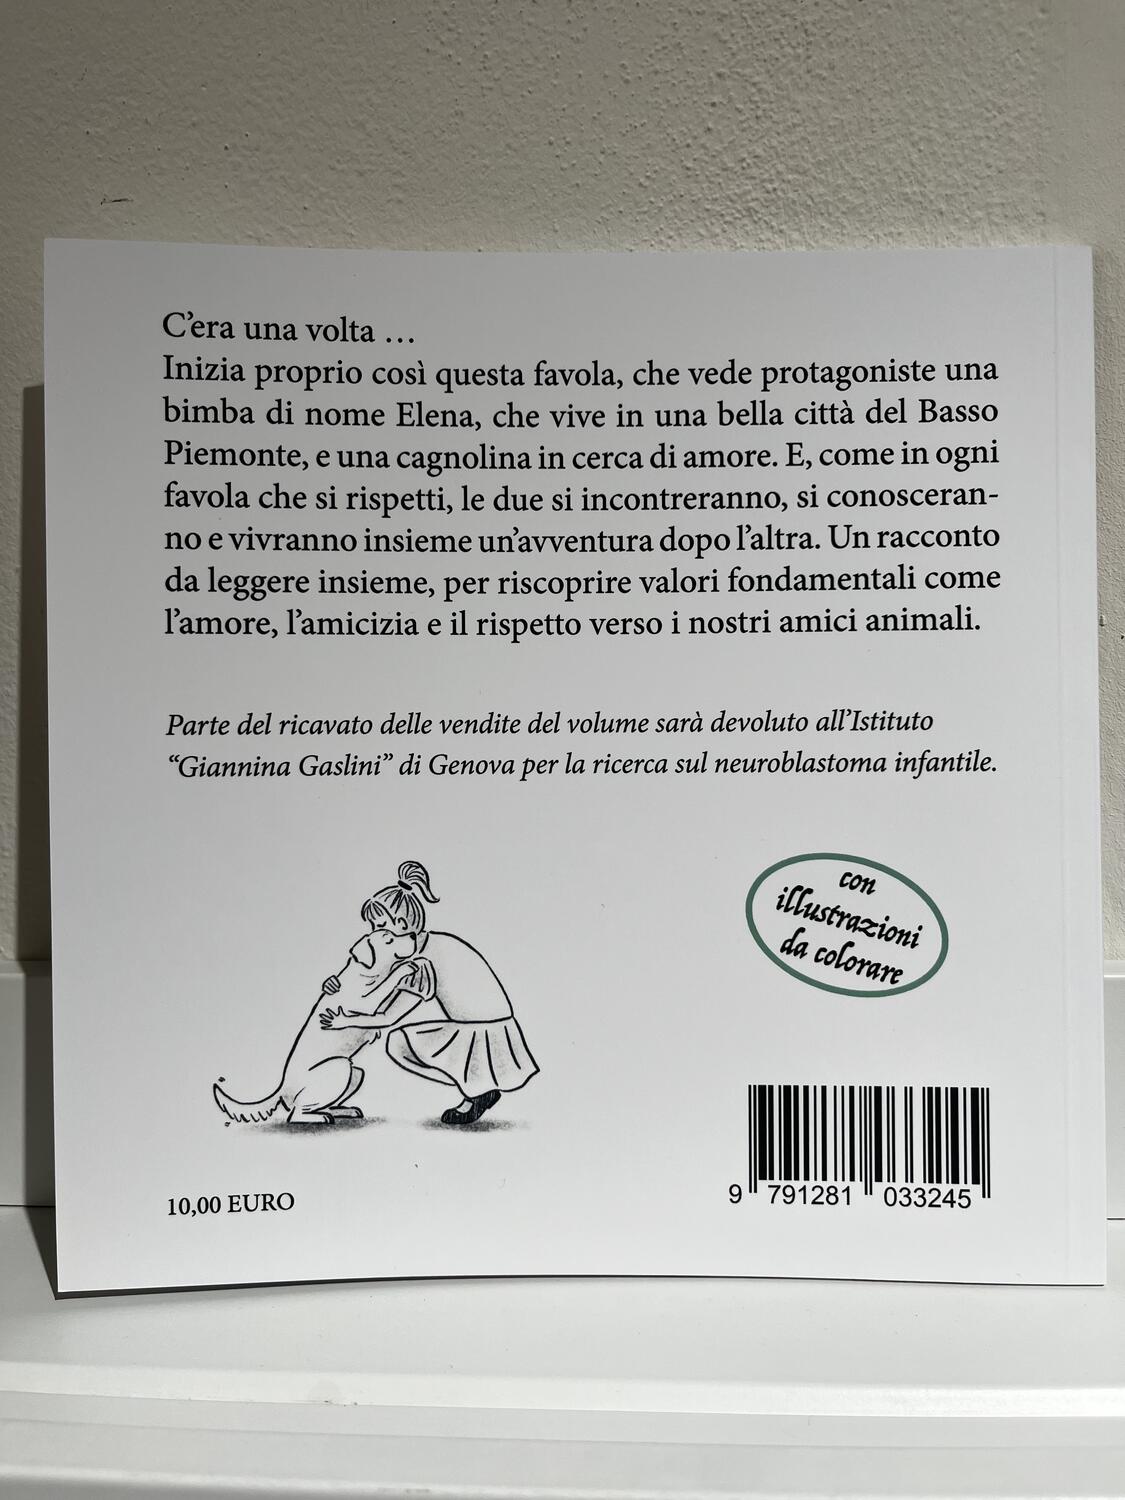 C'era una volta …
Inizia proprio così questa favola, che vede protagoniste una
bimba di nome Elena, che vive in una bella città del Basso
Piemonte, e una cagnolina in cerca di amore. E, come in ogni
favola che si rispetti, le due si incontreranno, si conosceran-
no e vivranno insieme un'avventura dopo l'altra. Un racconto
da leggere insieme, per riscoprire valori fondamentali come
l'amore, l'amicizia e il rispetto verso i nostri amici animali.
Parte del ricavato delle vendite del volume sarà devoluto all'Istituto
“Giannina Gaslini” di Genova per la ricerca sul neuroblastoma infantile.
con
illustrazioni
da colorare
10,00 EURO
9 791281 033245